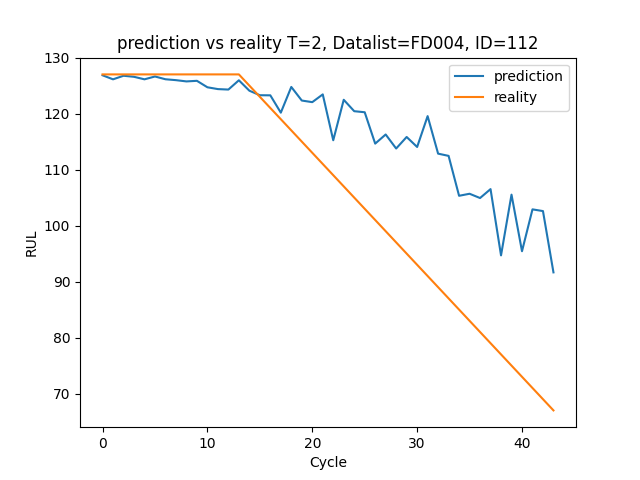 prediction vs reality T=2, Datalist=FD004, ID=112
130
120
110
100
90
80
70
RUL
prediction
reality
0
10
20
30
40
Cycle